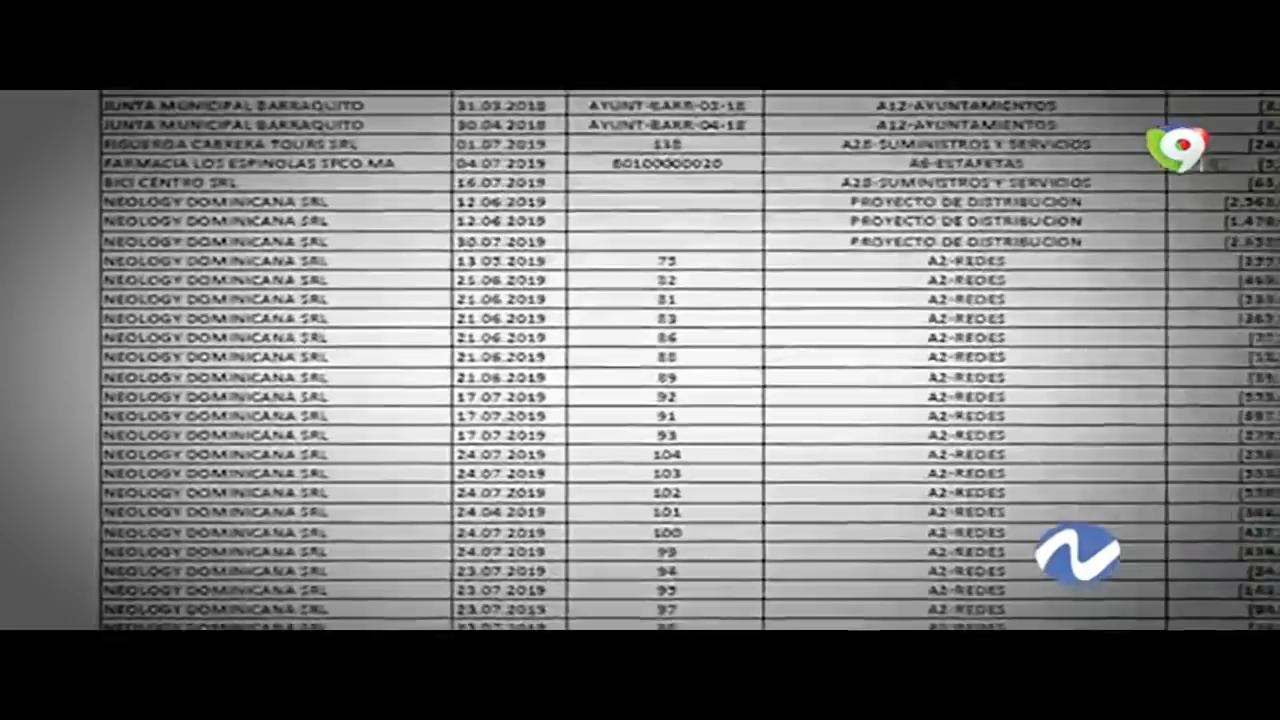 JUNTA MUNICIPAL BARRAQUITO 31.03.2018 AYUNT-BARR-03-18 A12-AYUNTAMIENTOS
JUNTA MUNICIPAL BARRAQUITO 30.04.2018 AYUNT-BARR-04-18 A12-AYUNTAMIENTOS
FIGUEROA CABRERA TOURS SRL 01.07.2019 138 A28-SUMINISTROS Y SERVICIOS
FARMACIA LOS ESPINOLAS SFCO.MA 04.07.2019 B0100000020 A6-ESTAFETAS
BICI CENTRO SRL 16.07.2019 A28-SUMINISTROS Y SERVICIOS
NEOLOGY DOMINICANA SRL 12.06.2019 PROYECTO DE DISTRIBUCION
NEOLOGY DOMINICANA SRL 12.06.2019 PROYECTO DE DISTRIBUCION
NEOLOGY DOMINICANA SRL 30.07.2019 PROYECTO DE DISTRIBUCION
NEOLOGY DOMINICANA SRL 13.05.2019 75 A2-REDES
NEOLOGY DOMINICANA SRL 25.06.2019 82 A2-REDES
NEOLOGY DOMINICANA SRL 21.06.2019 81 A2-REDES
NEOLOGY DOMINICANA SRL 21.06.2019 83 A2-REDES
NEOLOGY DOMINICANA SRL 21.06.2019 86 A2-REDES
NEOLOGY DOMINICANA SRL 21.06.2019 88 A2-REDES
NEOLOGY DOMINICANA SRL 21.06.2019 89 A2-REDES
NEOLOGY DOMINICANA SRL 17.07.2019 92 A2-REDES
NEOLOGY DOMINICANA SRL 17.07.2019 91 A2-REDES
NEOLOGY DOMINICANA SRL 17.07.2019 93 A2-REDES
NEOLOGY DOMINICANA SRL 24.07.2019 104 A2-REDES
NEOLOGY DOMINICANA SRL 24.07.2019 103 A2-REDES
NEOLOGY DOMINICANA SRL 24.07.2019 102 A2-REDES
NEOLOGY DOMINICANA SRL 24.04.2019 101 A2-REDES
NEOLOGY DOMINICANA SRL 24.07.2019 100 A2-REDES
NEOLOGY DOMINICANA SRL 24.07.2019 99 A2-REDES
NEOLOGY DOMINICANA SRL 23.07.2019 A2-REDES
NEOLOGY DOMINICANA SRL 23.07.2019 95 A2-REDES
NEOLOGY DOMINICANA SRL 23.07.2019 97 A2-REDES
9
N